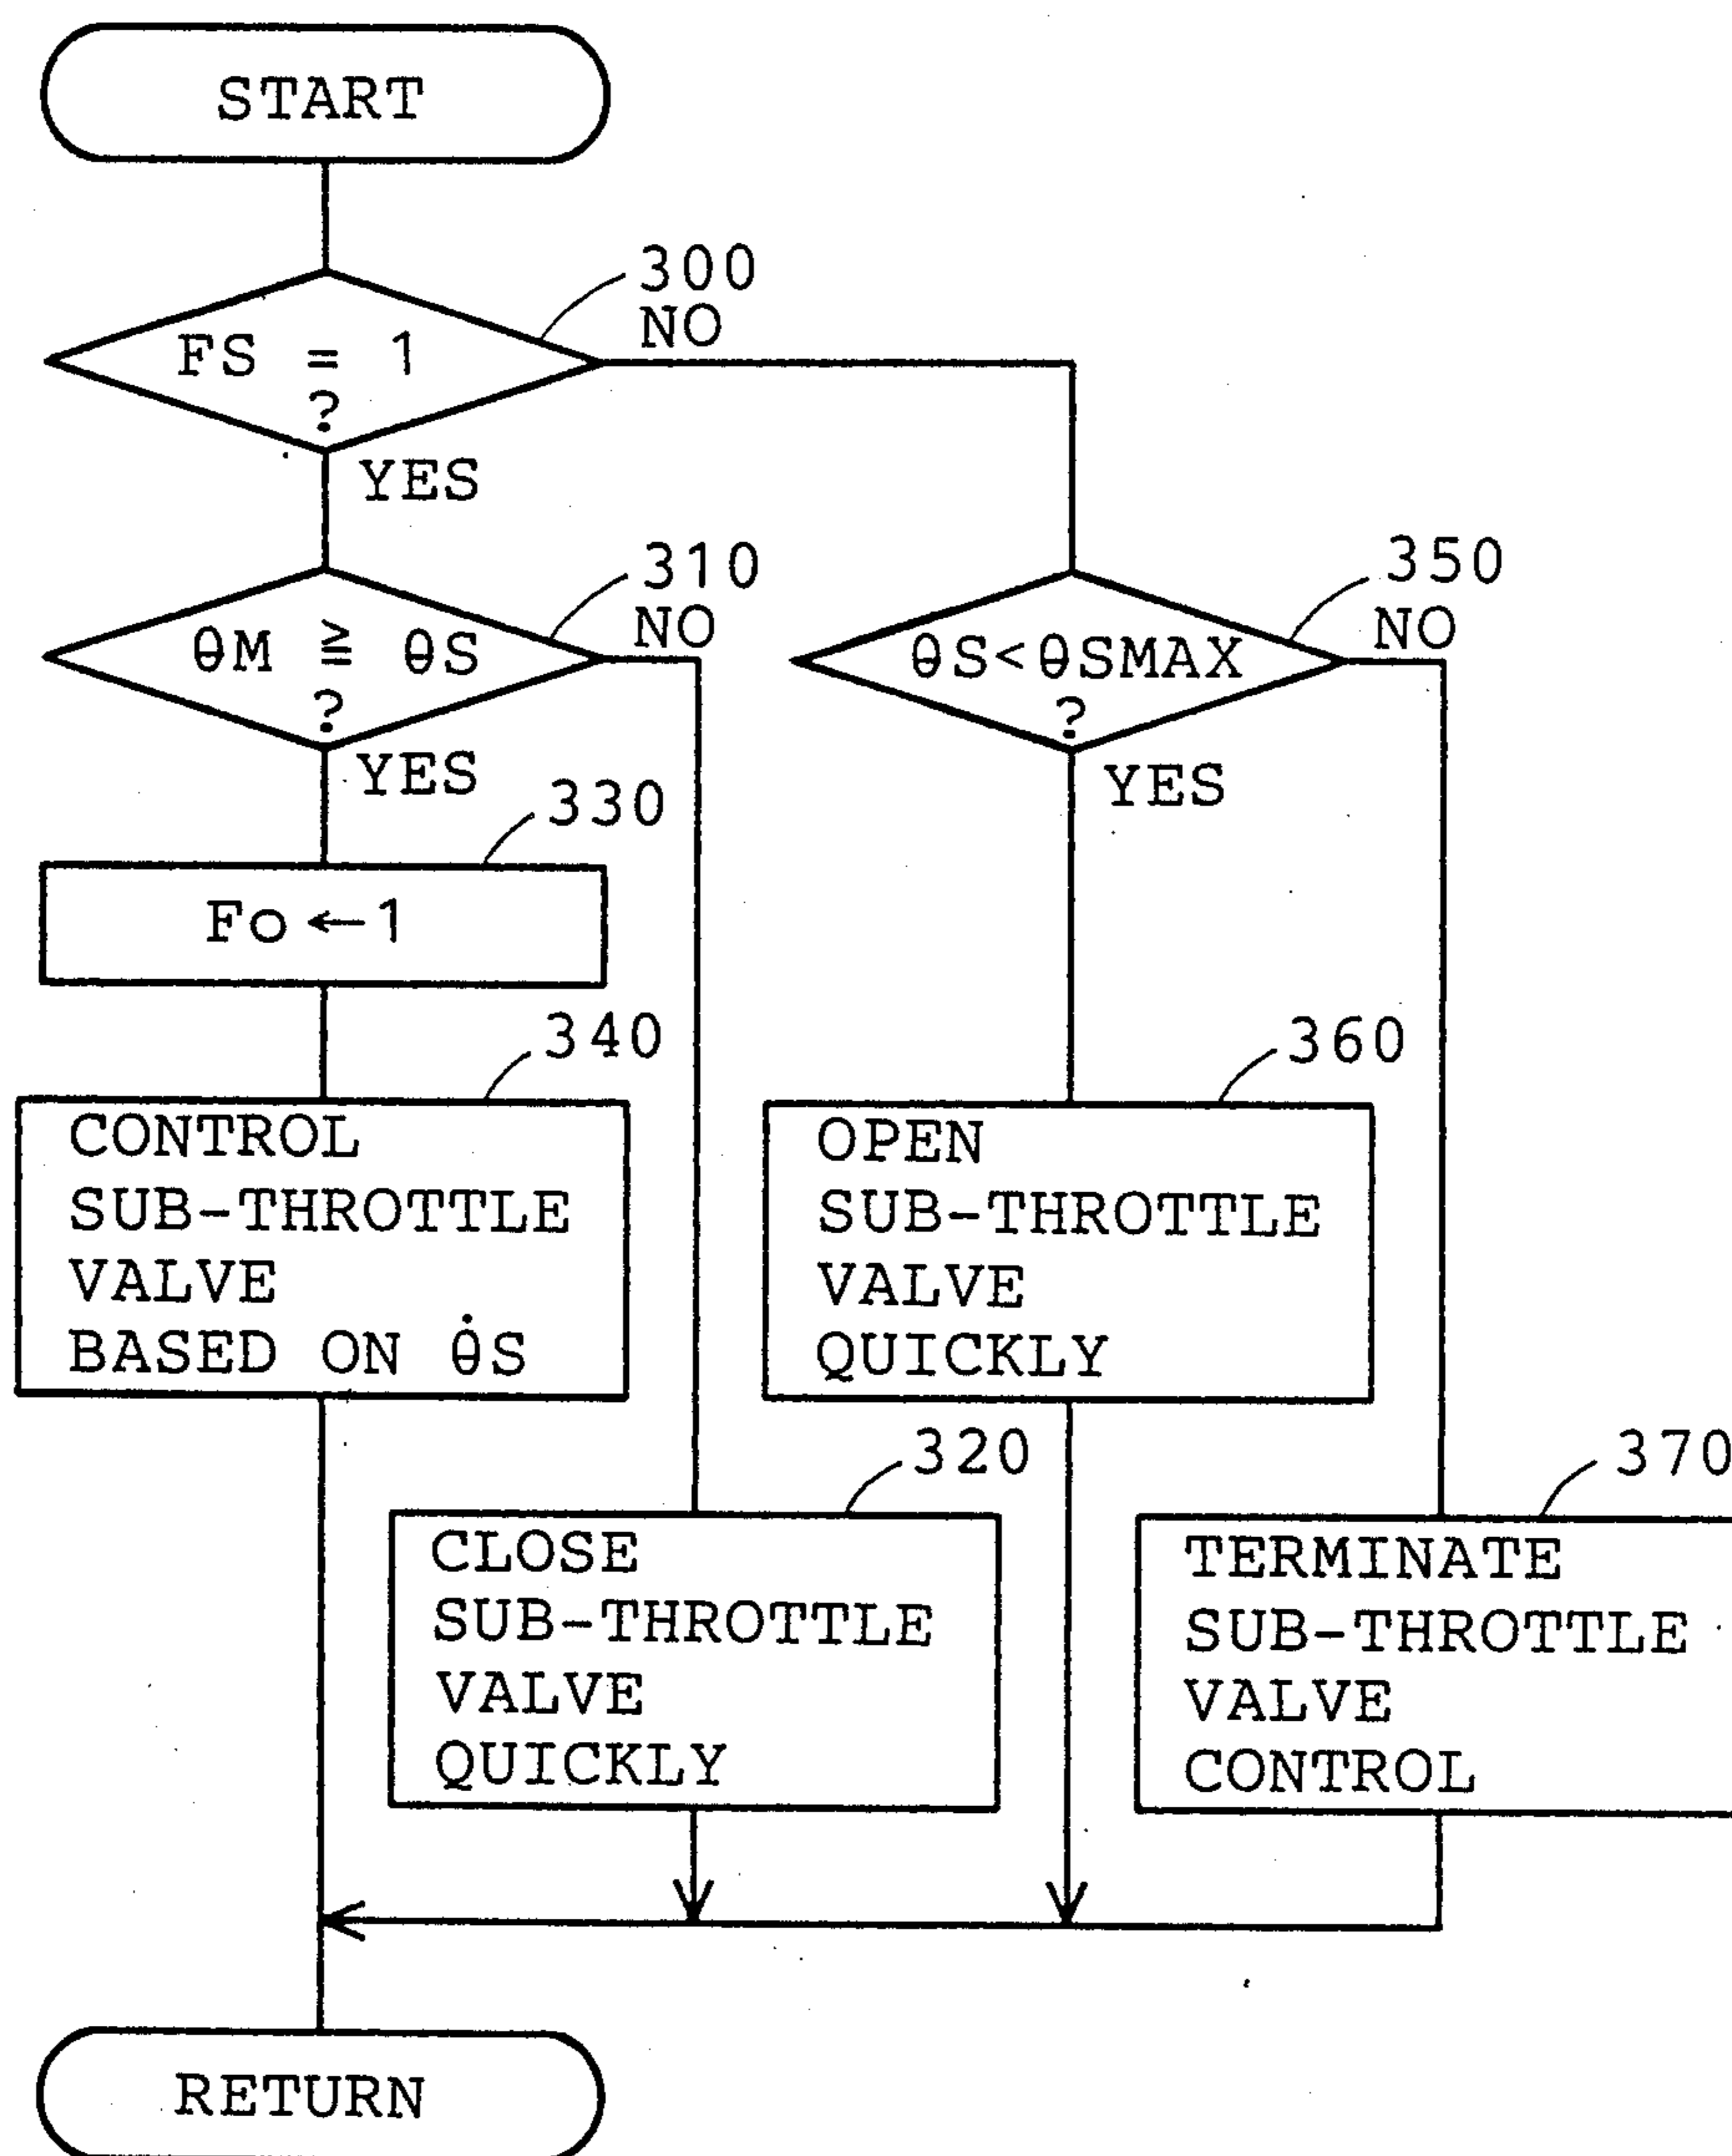 START
300
NO
FS = 1
?
YES
310
NO
θM ≧ θS
?
YES
350
NO
θS<θSMAX
?
YES
330
Fo ←1
340
CONTROL
SUB-THROTTLE
VALVE
BASED ON θ̇S
360
OPEN
SUB-THROTTLE
VALVE
QUICKLY
320
CLOSE
SUB-THROTTLE
VALVE
QUICKLY
370
TERMINATE
SUB-THROTTLE
VALVE
CONTROL
RETURN